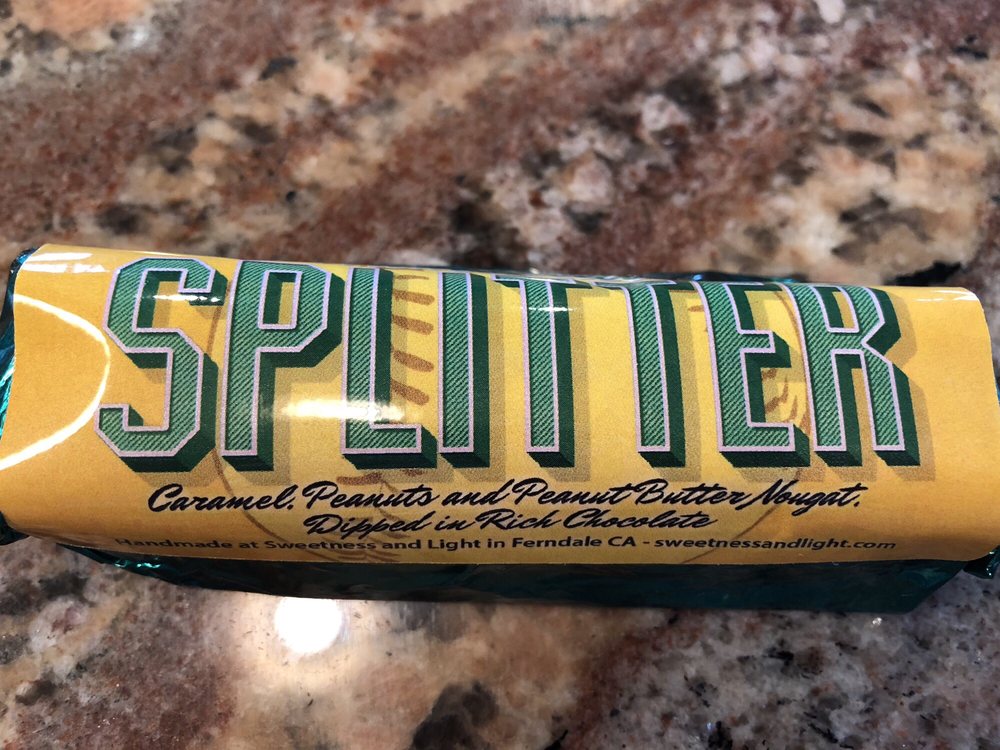 SPLITTER
Caramel, Peanuts and Peanut Butter Nougat,
Dipped in Rich Chocolate
Handmade at Sweetness and Light in Ferndale CA - sweetnessandlight.com